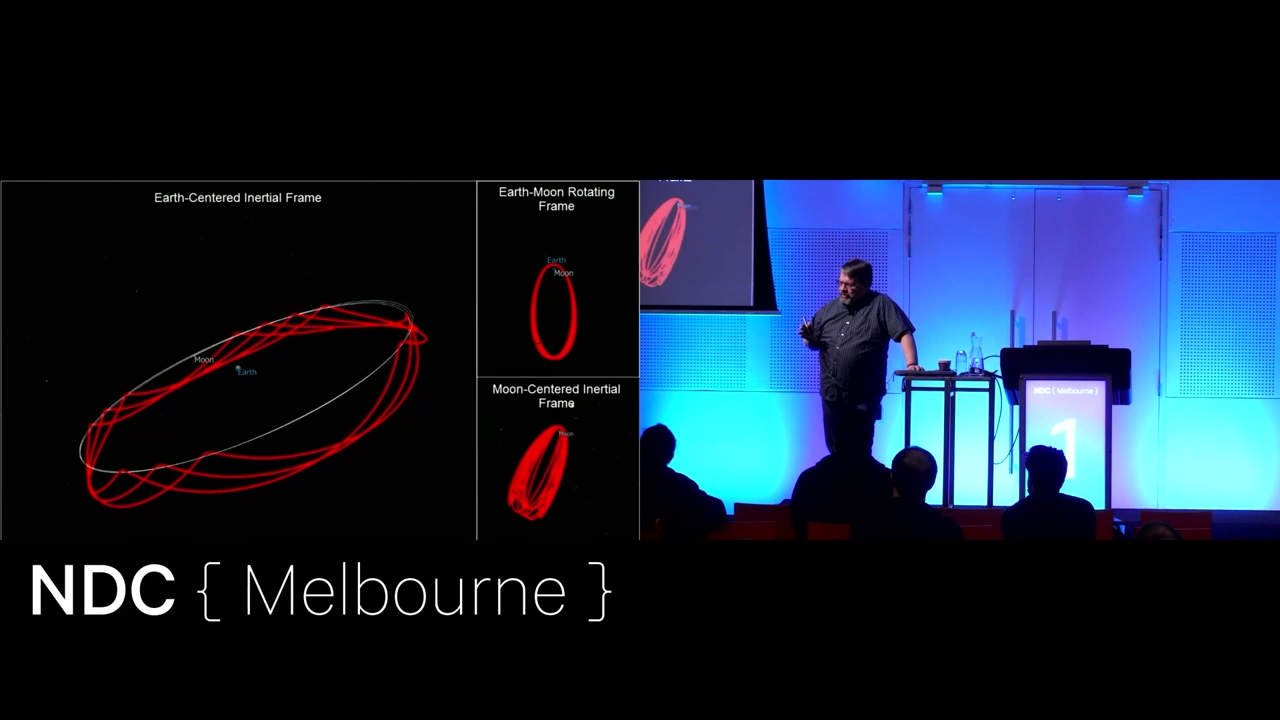 Earth-Centered Inertial Frame
Moon
Earth
Earth-Moon Rotating
Frame
Earth
Moon
Moon-Centered Inertial
Frame
Moon
NDC { Melbourne }
1
NDC { Melbourne }